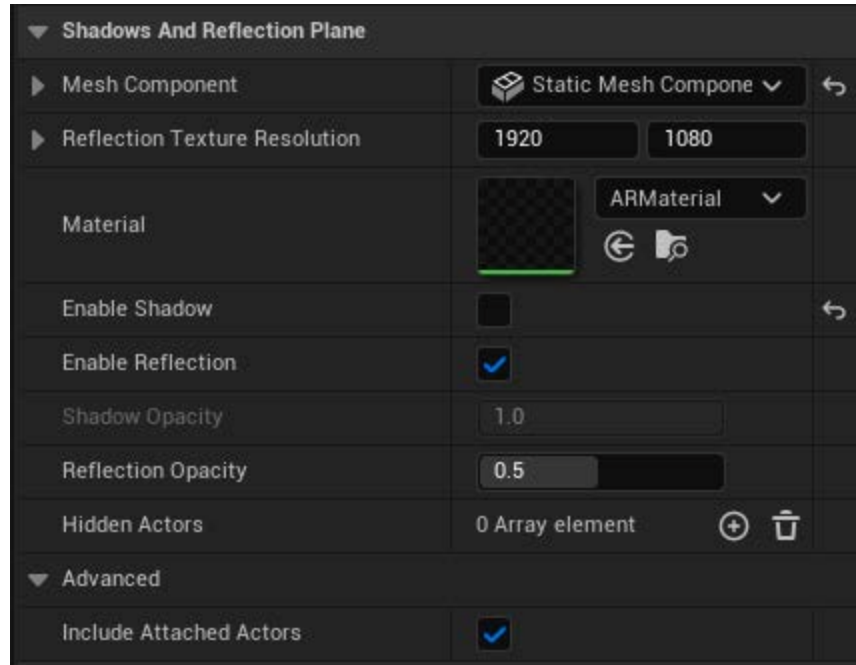 Shadows And Reflection Plane
Mesh Component Static Mesh Compone
Reflection Texture Resolution 1920 1080
Material ARMaterial
Enable Shadow
Enable Reflection
Shadow Opacity 1.0
Reflection Opacity 0.5
Hidden Actors 0 Array element
Advanced
Include Attached Actors